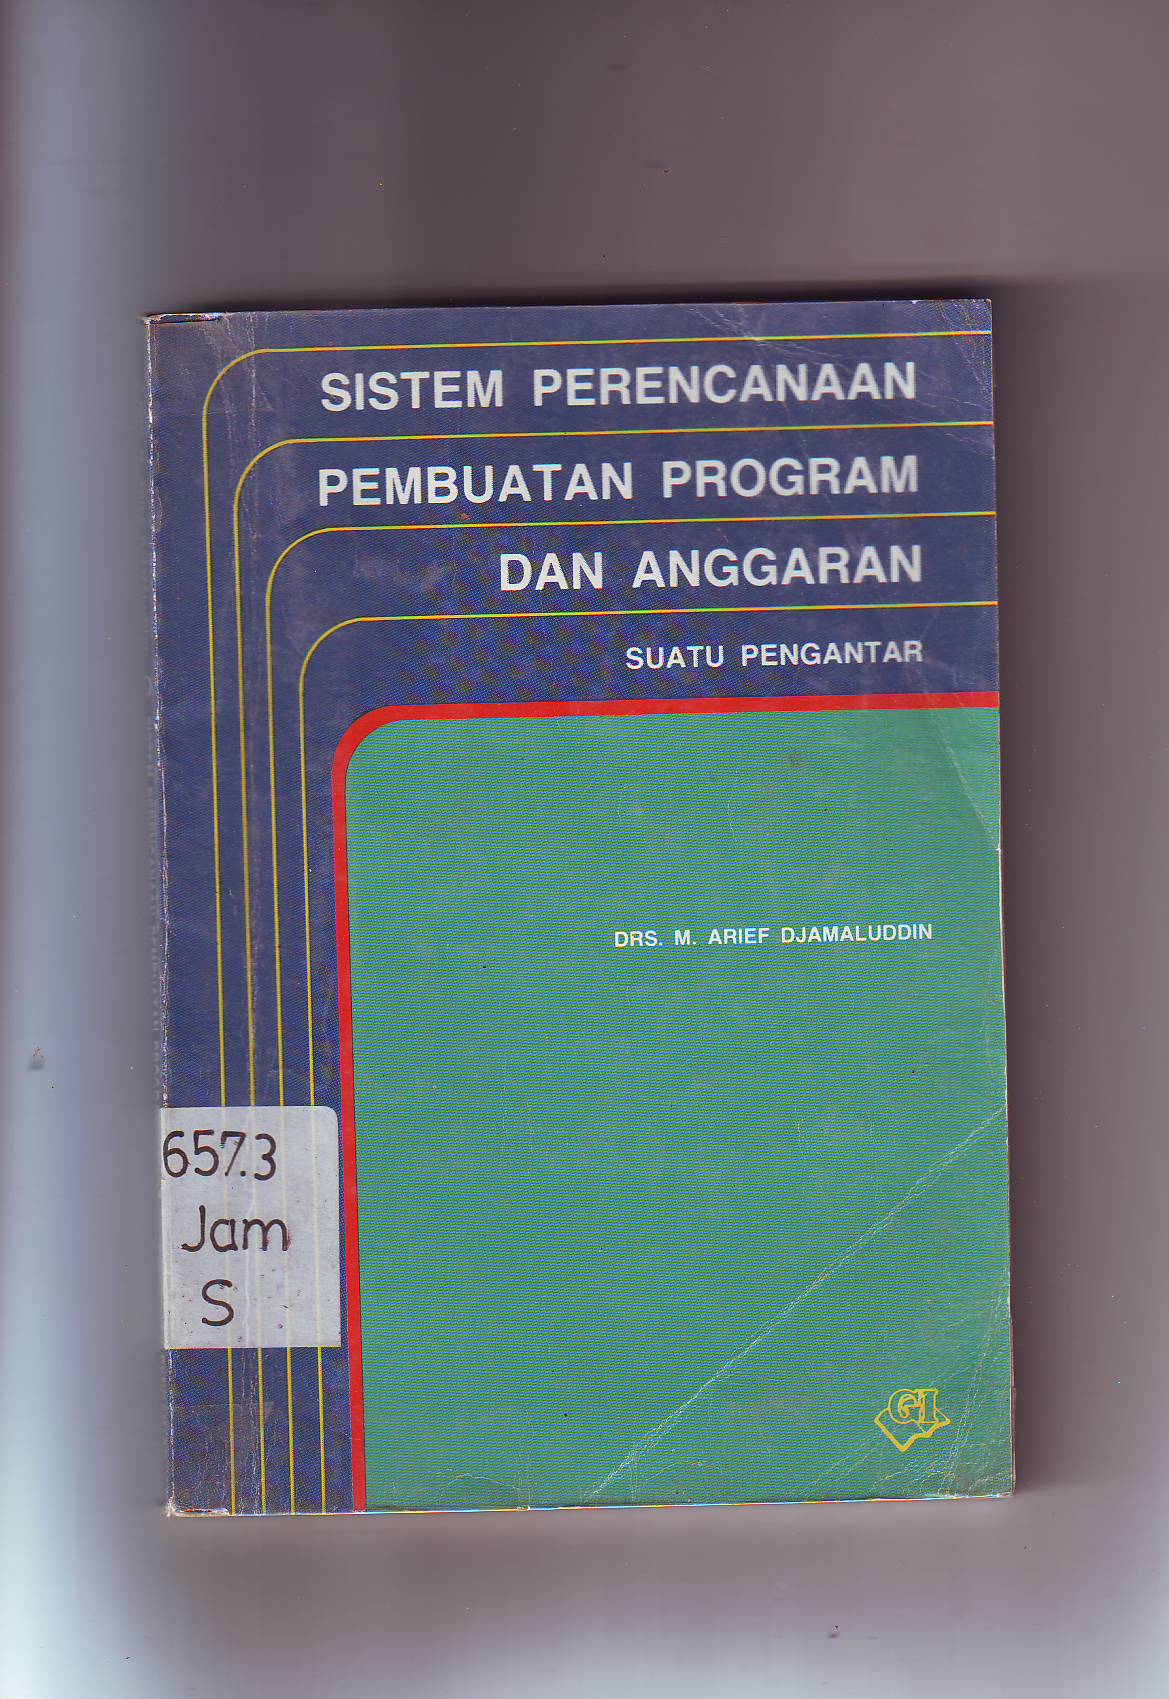 SISTEM PERENCANAAN
PEMBUATAN PROGRAM
DAN ANGGARAN
SUATU PENGANTAR
DRS. M. ARIEF DJAMALUDDIN
657.3
Jam
S
GI